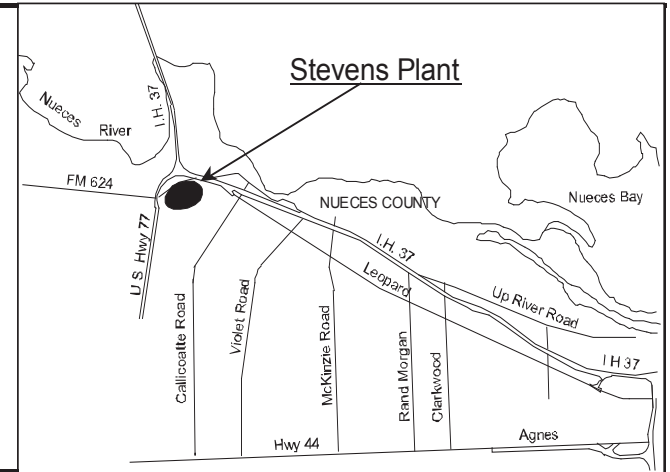 Stevens Plant
Nueces
River
I.H. 37
FM 624
NUECES COUNTY
Nueces Bay
U S. Hwy 77
I.H. 37
Leopard
Up River Road
Callicoatte Road
Violet Road
McKinzie Road
Rand Morgan
Clarkwood
I H 37
Hwy 44
Agnes